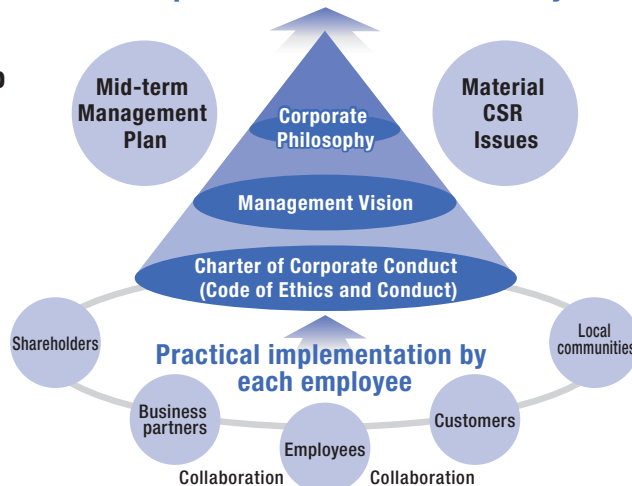 Mid-term
Management
Plan
Material
CSR
Issues
Corporate
Philosophy
Management Vision
Charter of Corporate Conduct
(Code of Ethics and Conduct)
Shareholders
Local
communities
Practical implementation by
each employee
Business
partners
Customers
Employees
Collaboration
Collaboration